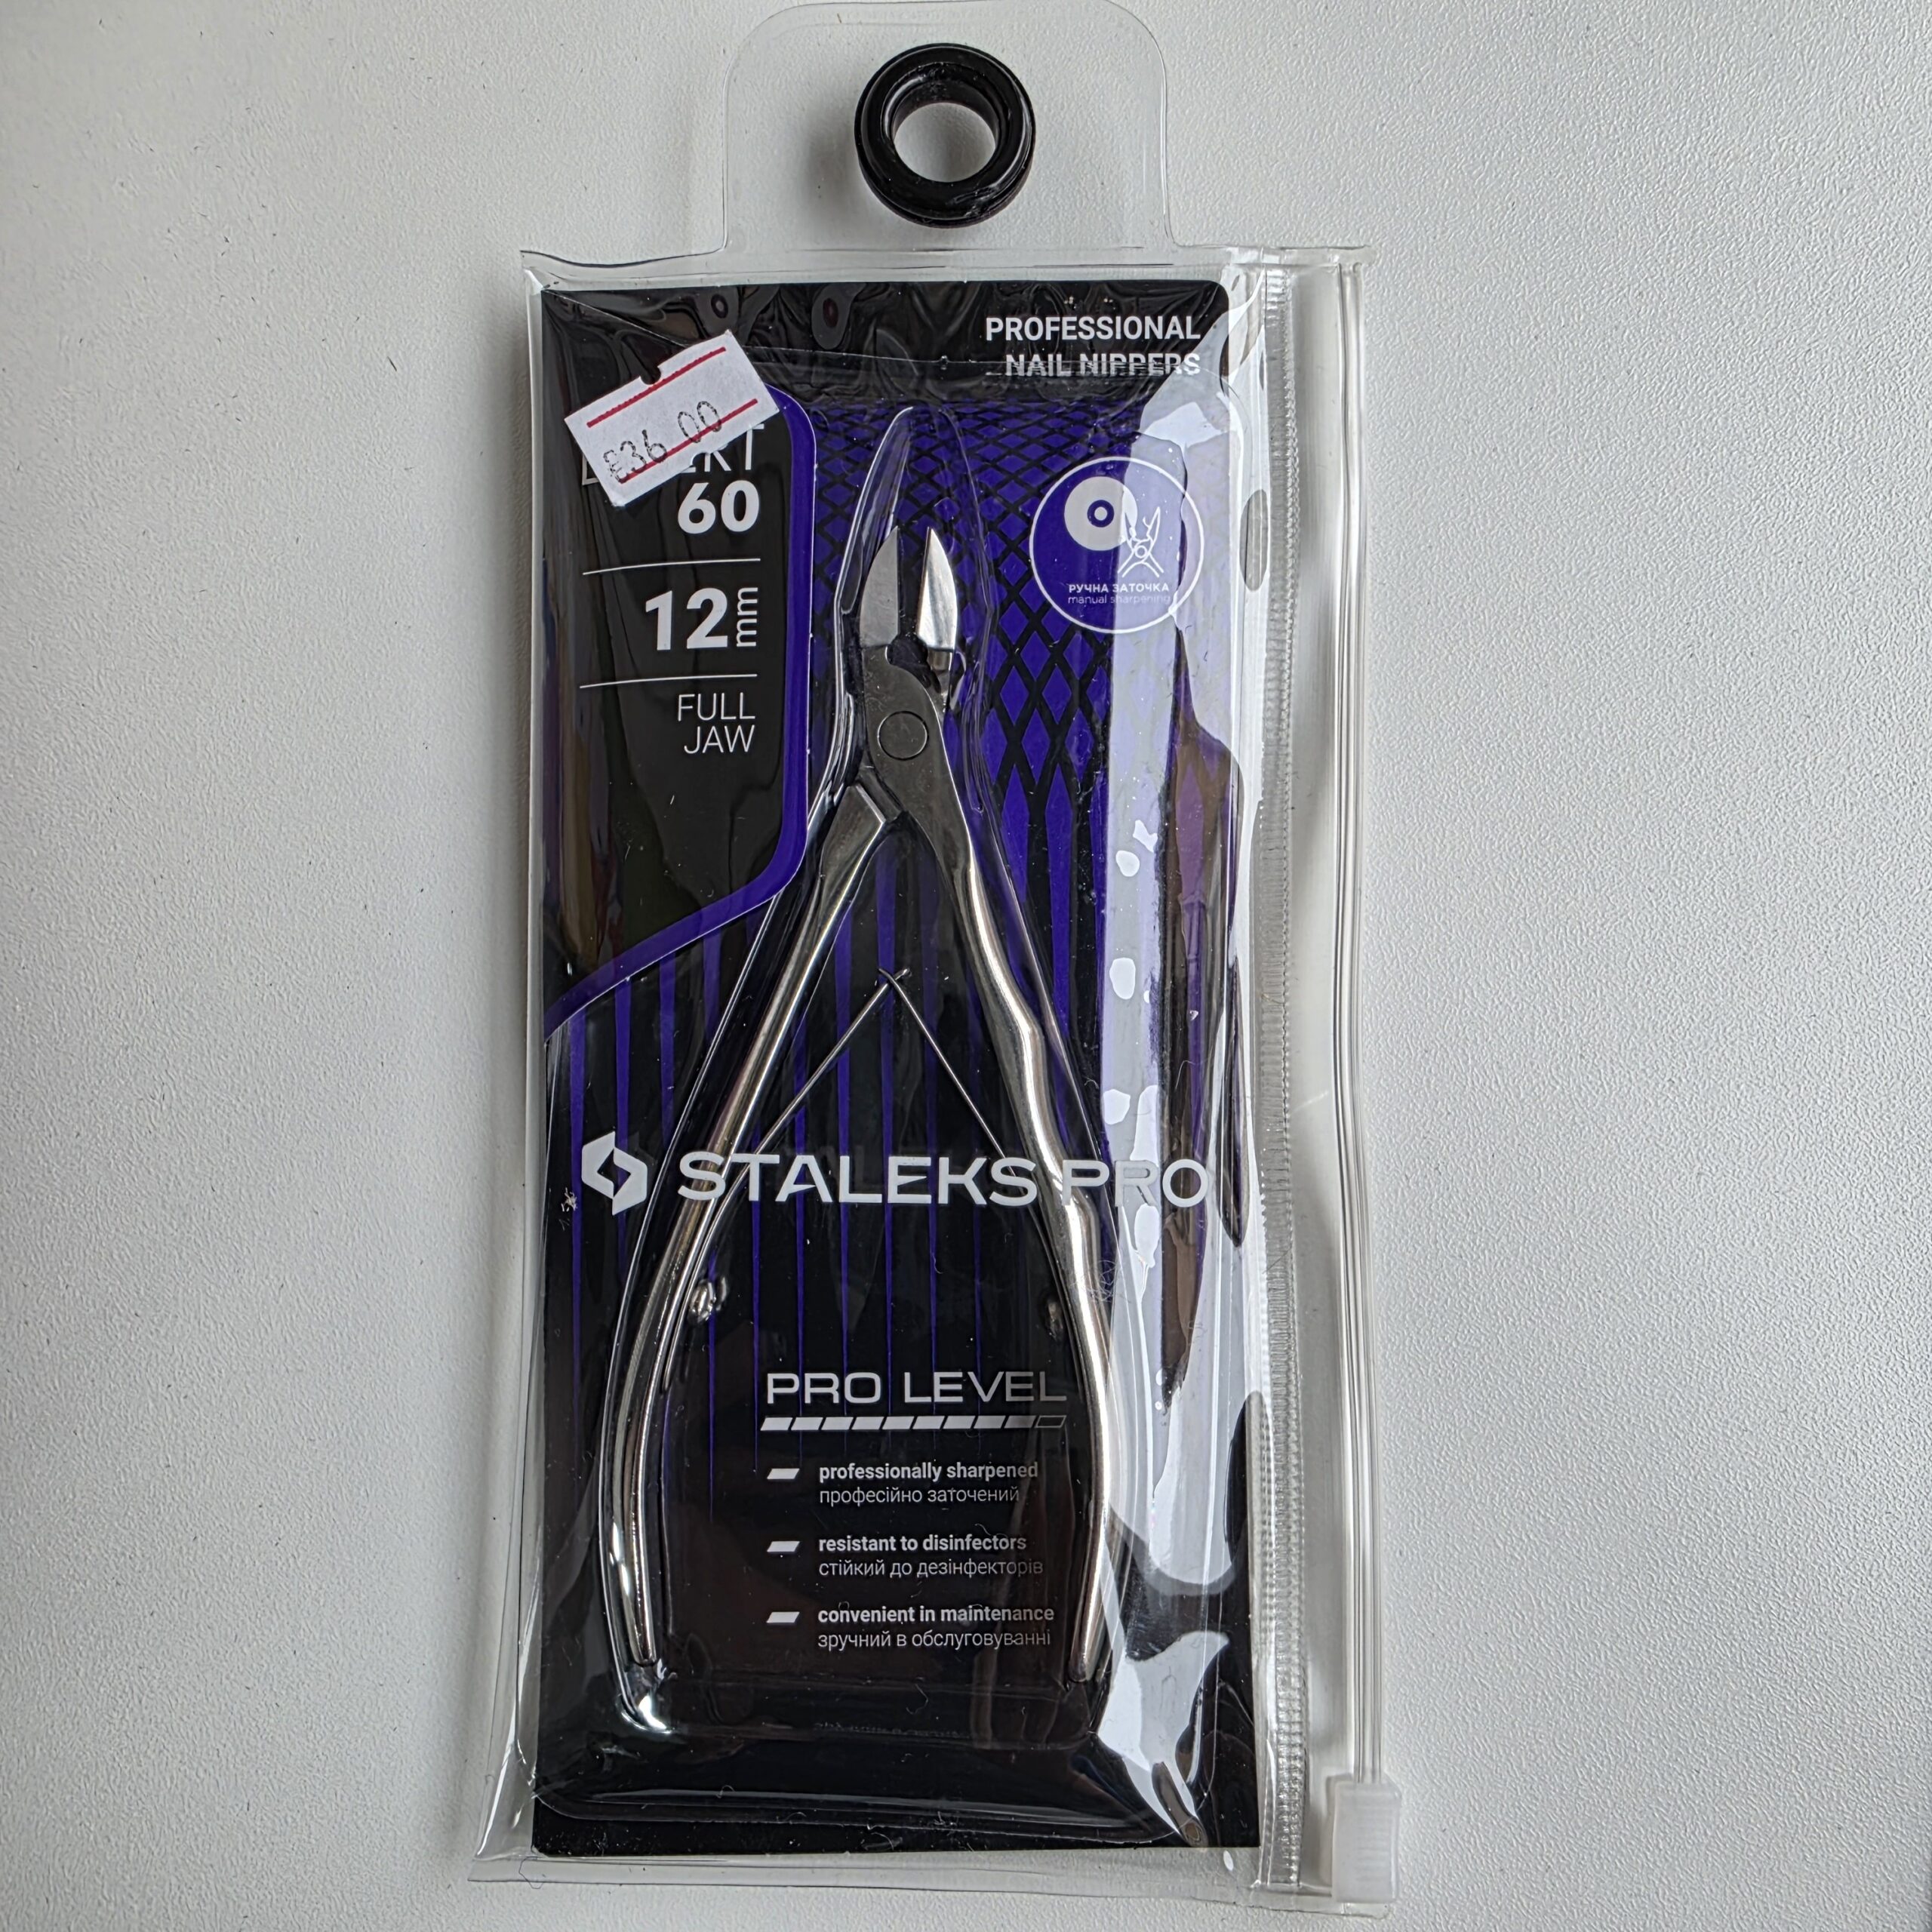 PROFESSIONAL
NAIL NIPPERS
£36.00
60
12 mm
FULL
JAW
РУЧНА ЗАТОЧКА
manual sharpening
STALEKS PRO
PRO LEVEL
professionally sharpened
професійно заточений
resistant to disinfectors
стійкий до дезінфекторів
convenient in maintenance
зручний в обслуговуванні